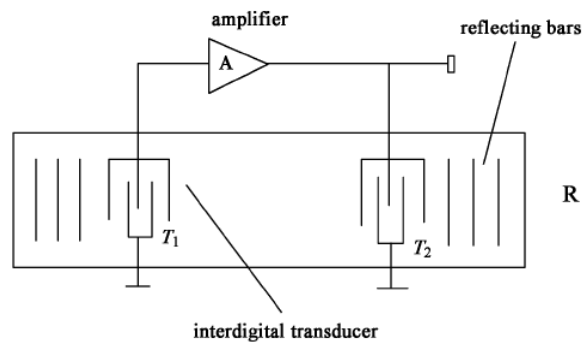 amplifier
reflecting bars
A
R
T1
T2
interdigital transducer